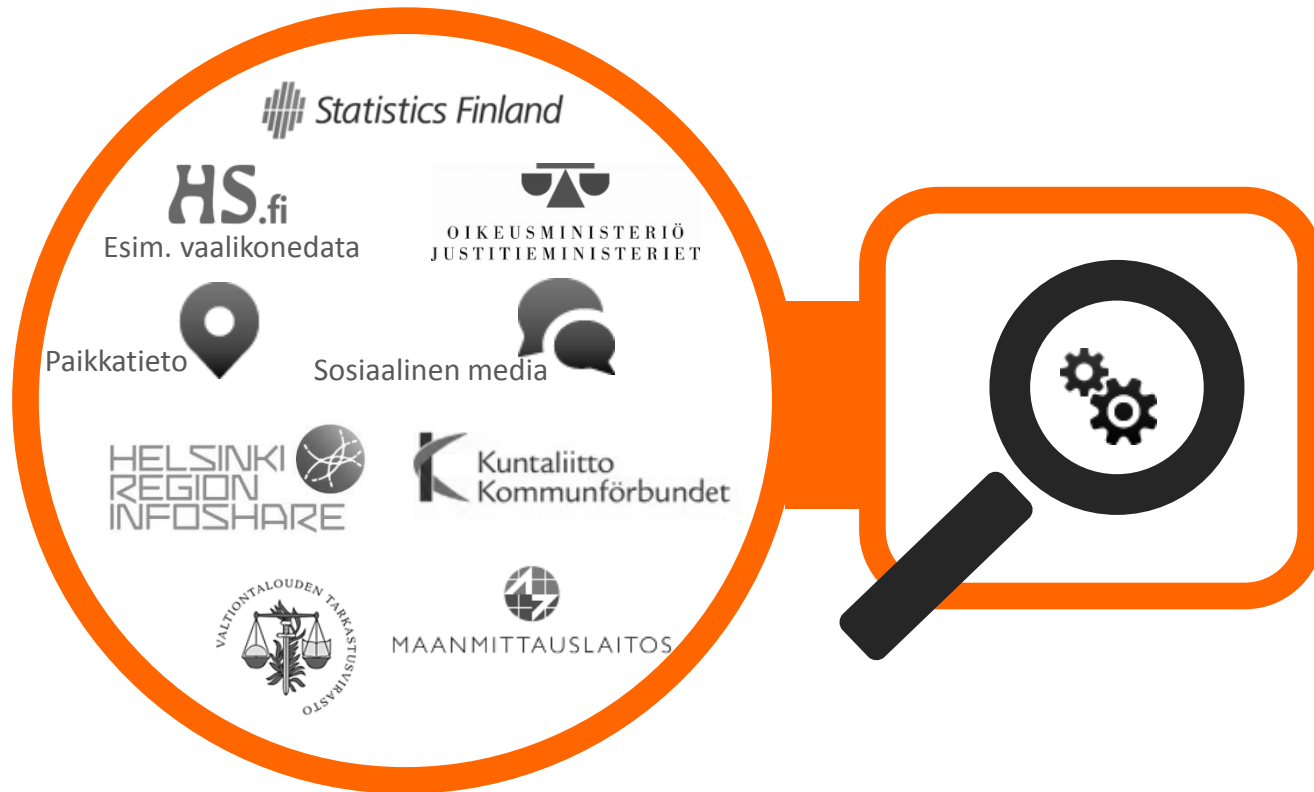 Statistics Finland
HS.fi
Esim. vaalikonedata
OIKEUSMINISTERIÖ
JUSTITIEMINISTERIET
Paikkatieto
Sosiaalinen media
HELSINKI
REGION
INFOSHARE
Kuntaliitto
Kommunförbundet
VALTIONTALOUDEN TARKASTUSVIRASTO
MAANMITTAUSLAITOS